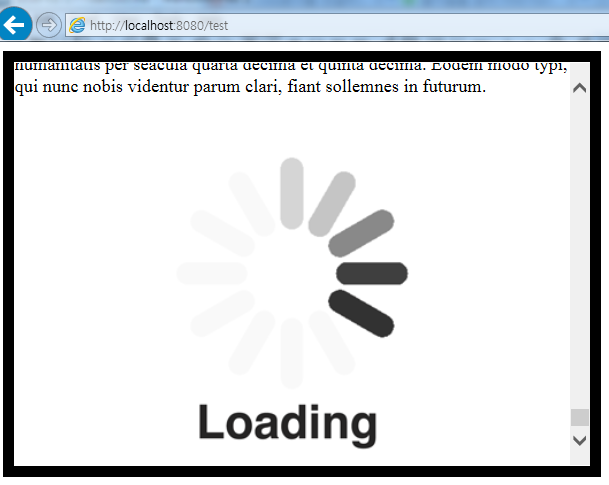 http://localhost:8080/test
humanitatis per seacula quarta decima et quinta decima. Eodem modo typi,
qui nunc nobis videntur parum clari, fiant sollemnes in futurum.
Loading